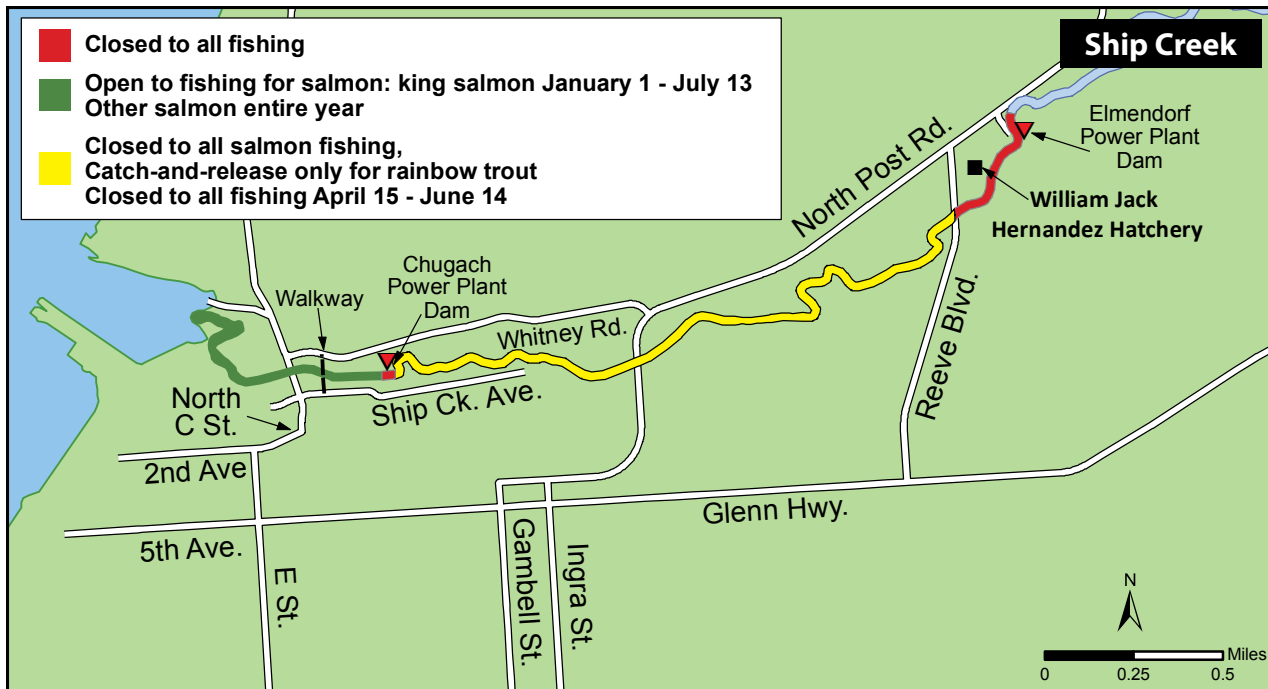 Closed to all fishing
Open to fishing for salmon: king salmon January 1 - July 13
Other salmon entire year
Closed to all salmon fishing,
Catch-and-release only for rainbow trout
Closed to all fishing April 15 - June 14
Ship Creek
Elmendorf
Power Plant
Dam
North Post Rd.
William Jack
Hernandez Hatchery
Chugach
Power Plant
Dam
Walkway
Whitney Rd.
Reeve Blvd.
North
C St.
Ship Ck. Ave.
2nd Ave
Glenn Hwy.
5th Ave.
E St.
Gambell St.
Ingra St.
N
Miles
0 0.25 0.5